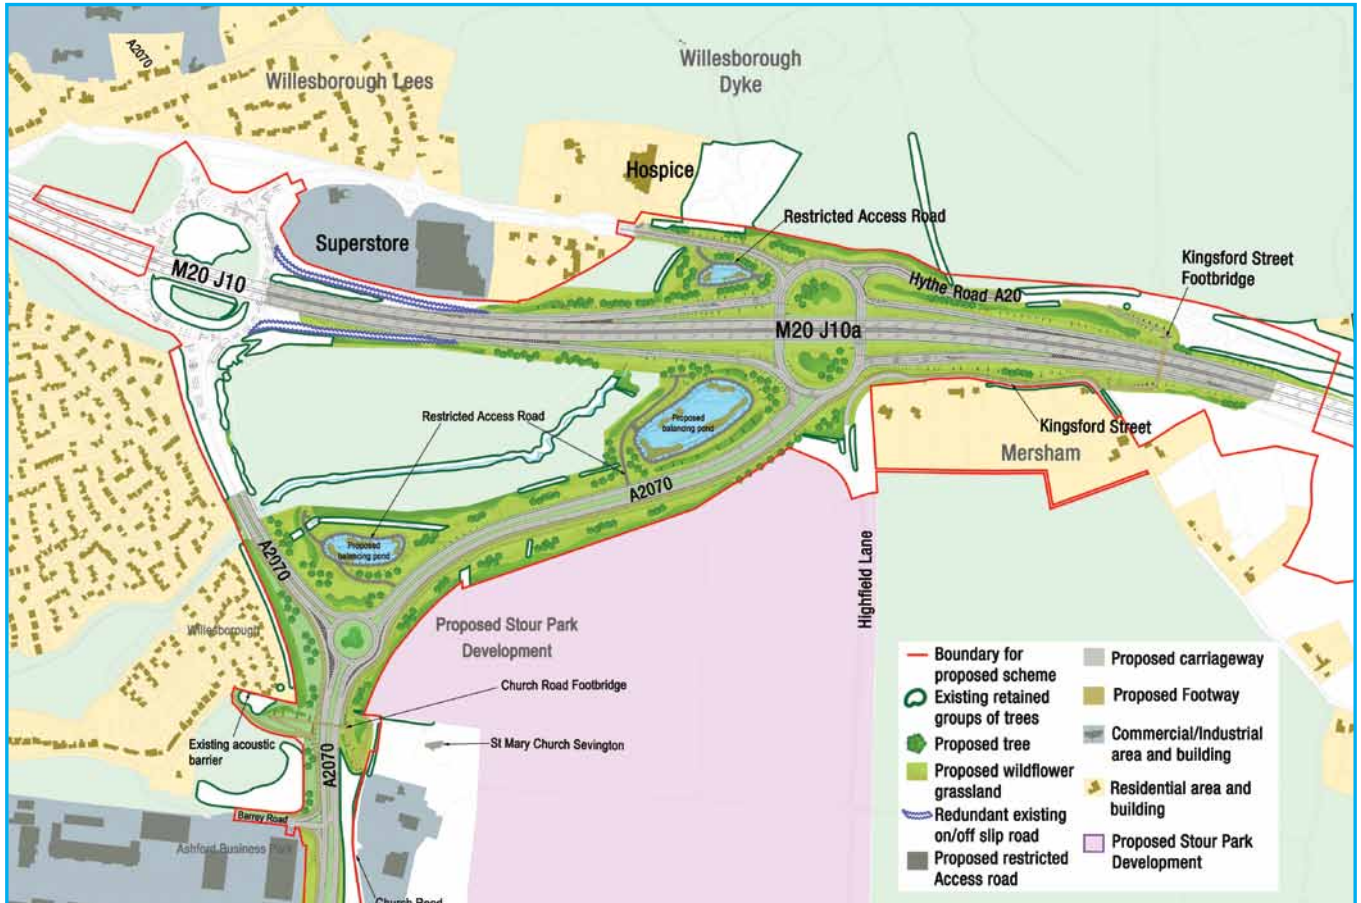 A2070
Willesborough Lees
Willesborough
Dyke
Hospice
Restricted Access Road
Superstore
Kingsford Street
Footbridge
M20 J10
Hythe Road A20
M20 J10a
Restricted Access Road
Proposed
balancing pond
Kingsford Street
Mersham
A2070
A2070
Proposed
balancing pond
Highfield Lane
Willesborough
Proposed Stour Park
Development
Church Road Footbridge
Existing acoustic
barrier
St Mary Church Sevington
A2070
Barrey Road
Ashford Business Park
Church Road
Boundary for
proposed scheme
Existing retained
groups of trees
Proposed tree
Proposed wildflower
grassland
Redundant existing
on/off slip road
Proposed restricted
Access road
Proposed carriageway
Proposed Footway
Commercial/Industrial
area and building
Residential area and
building
Proposed Stour Park
Development